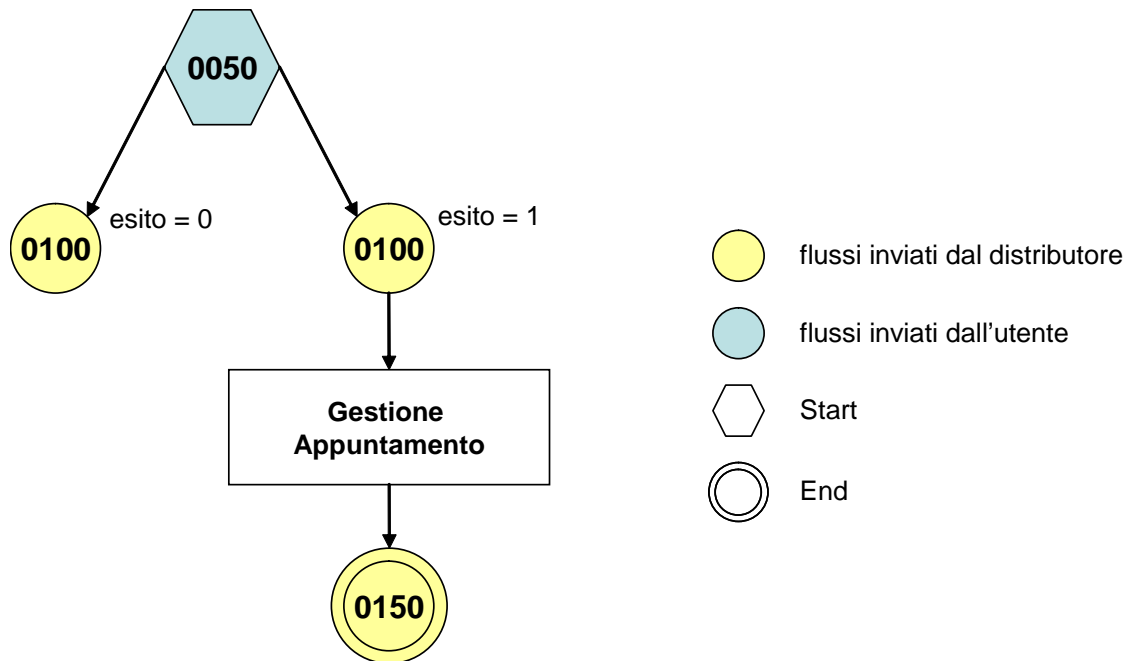 0050
esito = 0
esito = 1
0100
0100
Gestione
Appuntamento
0150
flussi inviati dal distributore
flussi inviati dall'utente
Start
End